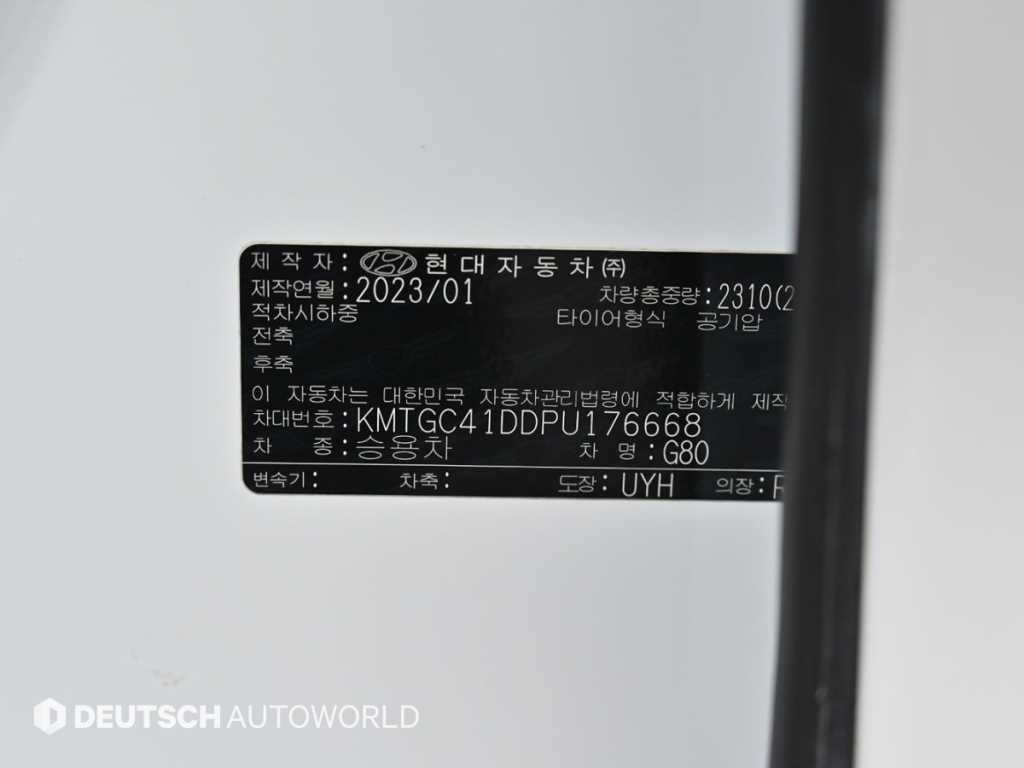 제 작 자 : 현대자동차㈜
제작연월 : 2023/01 차량총중량 : 2310(2
적차시하중 타이어형식 공기압
전축
후축
이 자동차는 대한민국 자동차관리법령에 적합하게 제작
차대번호 : KMTGC41DDPU176668
차 종 : 승용차 차 명 : G80
변속기 : 차축 : 도장 : UYH 의장 :
DEUTSCH AUTOWORLD